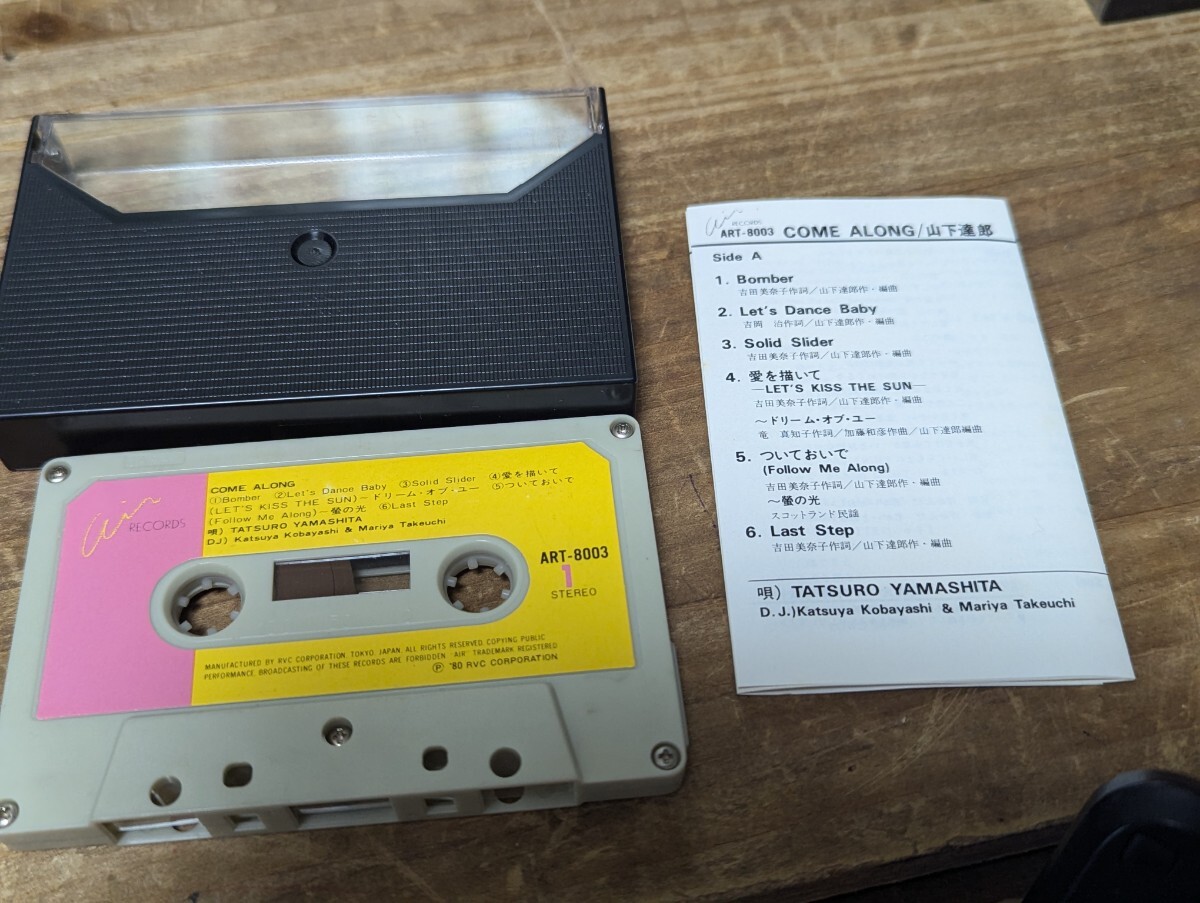 COME ALONG
①Bomber ②Let's Dance Baby ③Solid Slider ④愛を描いて
(LET'S KISS THE SUN)－ドリーム・オブ・ユー ⑤ついておいで
(Follow Me Along)－螢の光 ⑥Last Step
唄) TATSURO YAMASHITA
DJ) Katsuya Kobayashi & Mariya Takeuchi
air
RECORDS
ART-8003
1
STEREO
MANUFACTURED BY RVC CORPORATION, TOKYO, JAPAN. ALL RIGHTS RESERVED. COPYING PUBLIC
PERFORMANCE BROADCASTING OF THESE RECORDS ARE FORBIDDEN "AIR" TRADEMARK REGISTERED
Ⓟ '80 RVC CORPORATION
air
RECORDS
ART-8003 COME ALONG/山下達郎
Side A
1. Bomber
吉田美奈子作詞／山下達郎作・編曲
2. Let's Dance Baby
吉岡 治作詞／山下達郎作・編曲
3. Solid Slider
吉田美奈子作詞／山下達郎作・編曲
4. 愛を描いて
—LET'S KISS THE SUN—
吉田美奈子作詞／山下達郎作・編曲
～ドリーム・オブ・ユー
竜 真知子作詞／加藤和彦作曲／山下達郎編曲
5. ついておいで
(Follow Me Along)
吉田美奈子作詞／山下達郎作・編曲
～螢の光
スコットランド民謡
6. Last Step
吉田美奈子作詞／山下達郎作・編曲
唄) TATSURO YAMASHITA
D.J.)Katsuya Kobayashi & Mariya Takeuchi